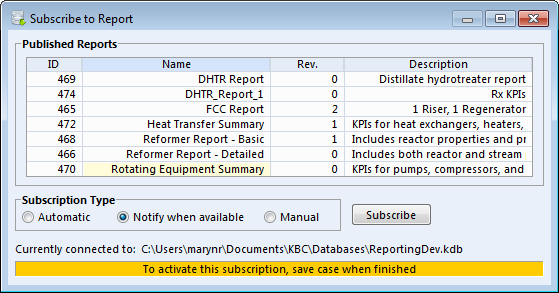 Subscribe to Report
Published Reports
ID Name Rev. Description
469 DHTR Report 0 Distillate hydrotreater report
474 DHTR_Report_1 0 Rx KPIs
465 FCC Report 2 1 Riser, 1 Regenerator
472 Heat Transfer Summary 1 KPIs for heat exchangers, heaters,
468 Reformer Report - Basic 1 Includes reactor properties and pr
466 Reformer Report - Detailed 0 Includes both reactor and stream
470 Rotating Equipment Summary 0 KPIs for pumps, compressors, and
Subscription Type
Automatic Notify when available Manual Subscribe
Currently connected to: C:\Users\marynr\Documents\KBC\Databases\ReportingDev.kdb
To activate this subscription, save case when finished